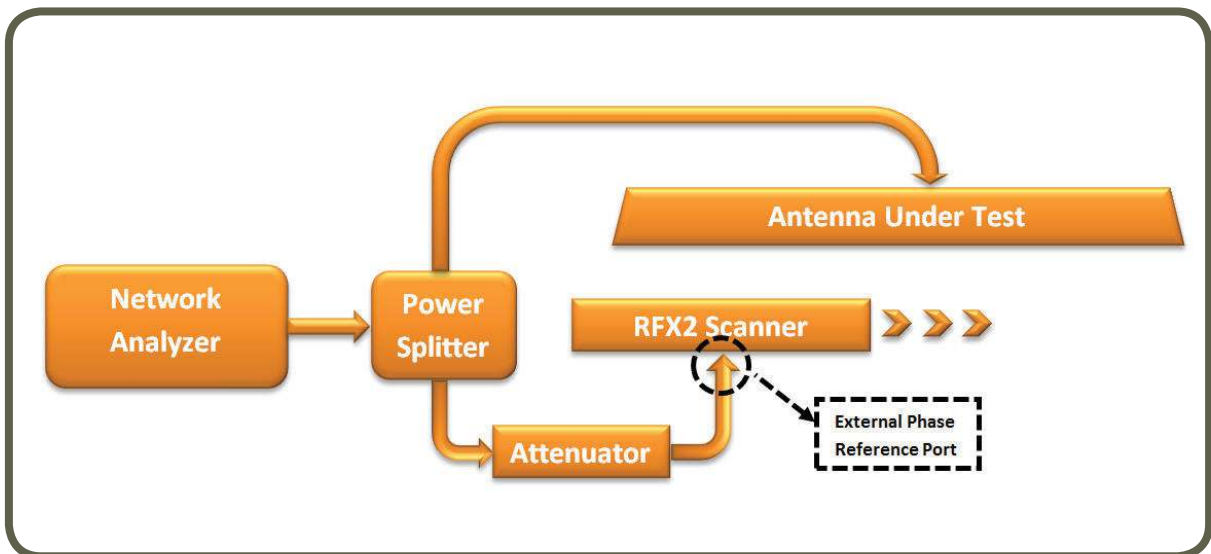 Antenna Under Test
Network
Analyzer
Power
Splitter
RFX2 Scanner
External Phase
Reference Port
Attenuator